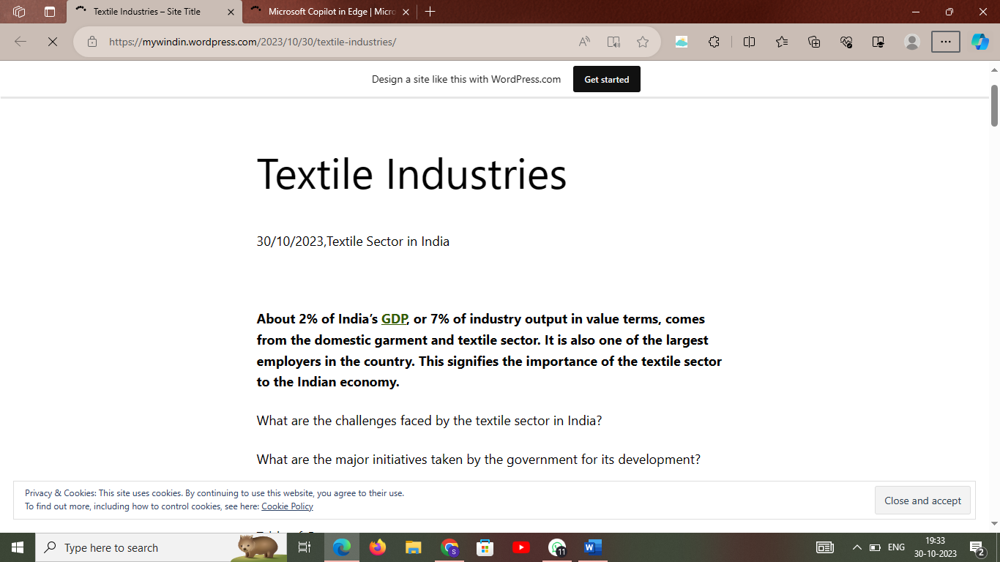 Textile Industries – Site Title
Microsoft Copilot in Edge | Micro
https://mywindin.wordpress.com/2023/10/30/textile-industries/
Design a site like this with WordPress.com
Get started
Textile Industries
30/10/2023,Textile Sector in India
About 2% of India’s GDP, or 7% of industry output in value terms, comes
from the domestic garment and textile sector. It is also one of the largest
employers in the country. This signifies the importance of the textile sector
to the Indian economy.
What are the challenges faced by the textile sector in India?
What are the major initiatives taken by the government for its development?
Privacy & Cookies: This site uses cookies. By continuing to use this website, you agree to their use.
To find out more, including how to control cookies, see here: Cookie Policy
Close and accept
Type here to search
S
11
W
ENG
19:33
30-10-2023
2